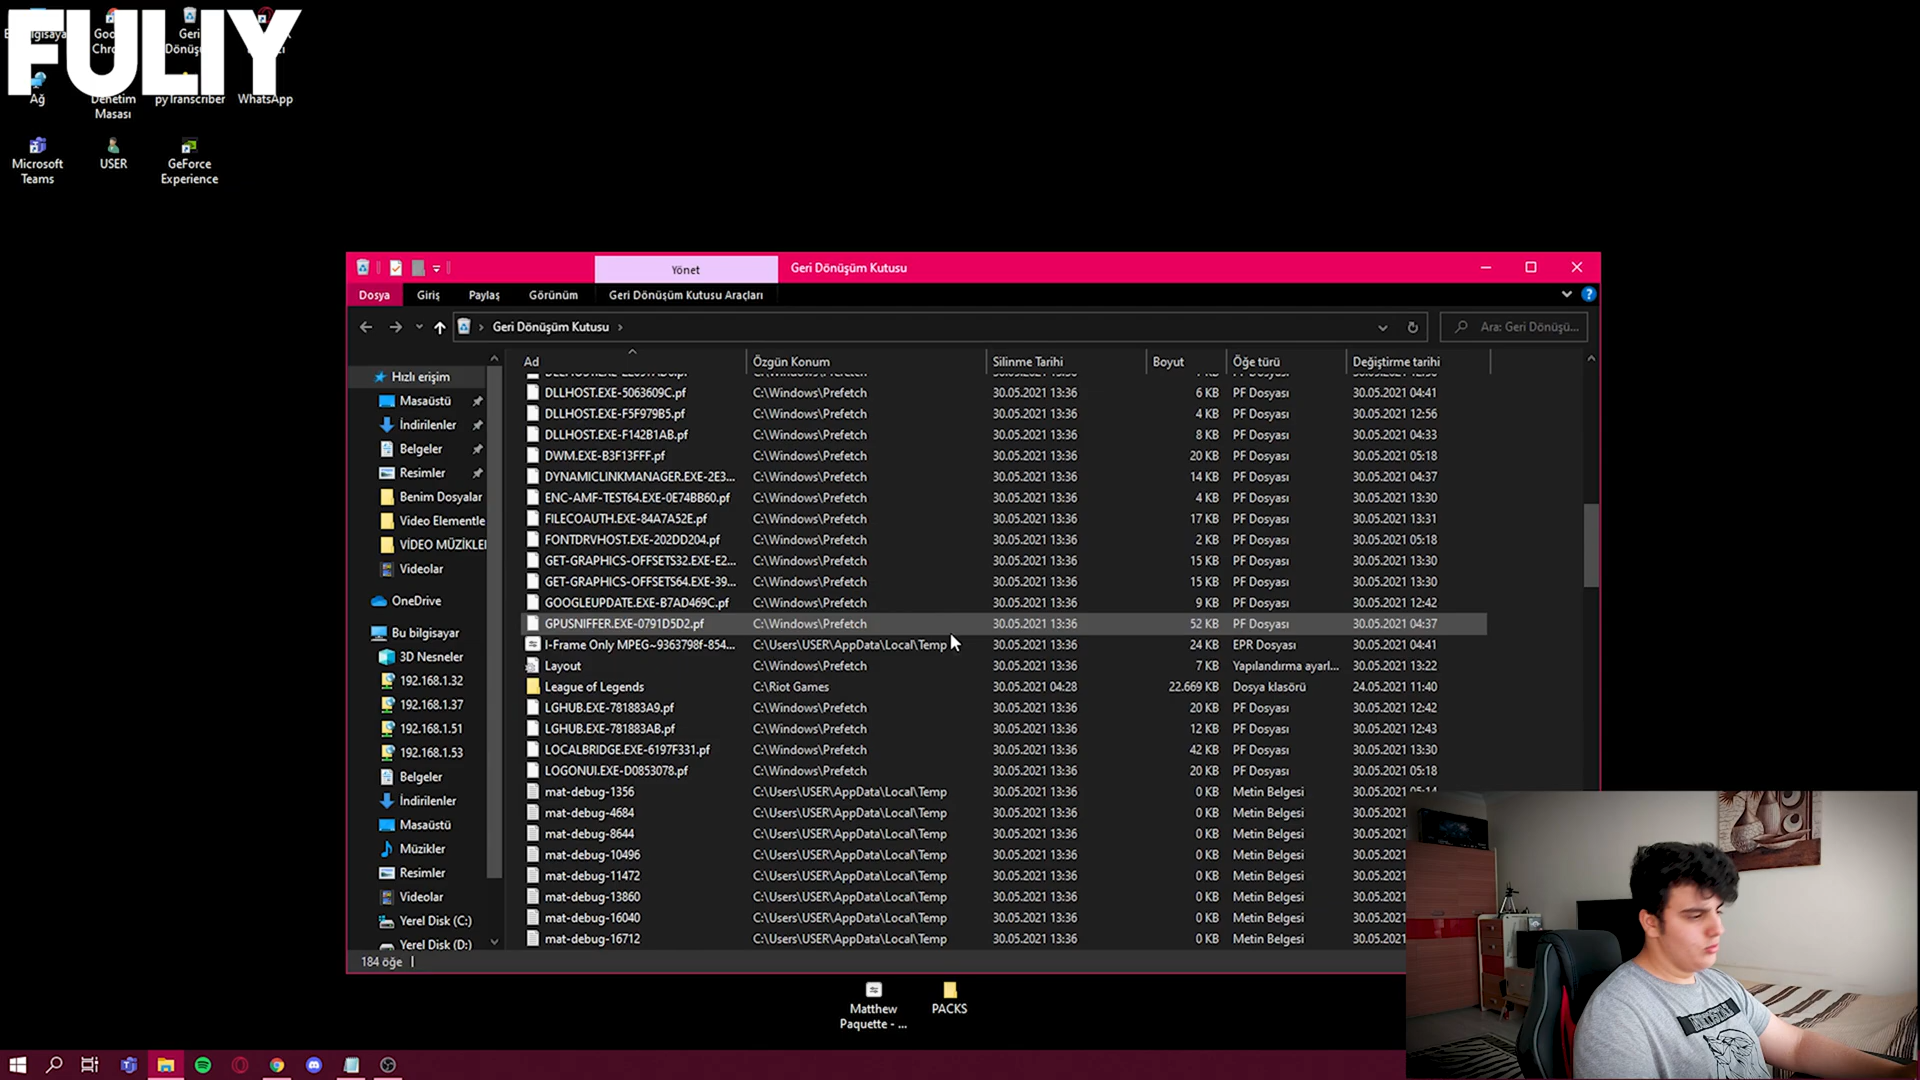 FULIY
Ağ
Denetim
Masası
pyTranscriber
WhatsApp
Microsoft
Teams
USER
GeForce
Experience
Yönet
Geri Dönüşüm Kutusu
Dosya
Giriş
Paylaş
Görünüm
Geri Dönüşüm Kutusu Araçları
Geri Dönüşüm Kutusu
Ara: Geri Dönüşü...
Hızlı erişim
Masaüstü
İndirilenler
Belgeler
Resimler
Benim Dosyalar
Video Elementle
VİDEO MÜZİKLE
Videolar
OneDrive
Bu bilgisayar
3D Nesneler
192.168.1.32
192.168.1.37
192.168.1.51
192.168.1.53
Belgeler
İndirilenler
Masaüstü
Müzikler
Resimler
Videolar
Yerel Disk (C:)
Yerel Disk (D:)
Ad Özgün Konum Silinme Tarihi Boyut Öğe türü Değiştirme tarihi
DLLHOST.EXE-5063609C.pf C:\Windows\Prefetch 30.05.2021 13:36 6 KB PF Dosyası 30.05.2021 04:41
DLLHOST.EXE-F5F979B5.pf C:\Windows\Prefetch 30.05.2021 13:36 4 KB PF Dosyası 30.05.2021 12:56
DLLHOST.EXE-F142B1AB.pf C:\Windows\Prefetch 30.05.2021 13:36 8 KB PF Dosyası 30.05.2021 04:33
DWM.EXE-B3F13FFF.pf C:\Windows\Prefetch 30.05.2021 13:36 20 KB PF Dosyası 30.05.2021 05:18
DYNAMICLINKMANAGER.EXE-2E3... C:\Windows\Prefetch 30.05.2021 13:36 14 KB PF Dosyası 30.05.2021 04:37
ENC-AMF-TEST64.EXE-0E74BB60.pf C:\Windows\Prefetch 30.05.2021 13:36 4 KB PF Dosyası 30.05.2021 13:30
FILECOAUTH.EXE-84A7A52E.pf C:\Windows\Prefetch 30.05.2021 13:36 17 KB PF Dosyası 30.05.2021 13:31
FONTDRVHOST.EXE-202DD204.pf C:\Windows\Prefetch 30.05.2021 13:36 2 KB PF Dosyası 30.05.2021 05:18
GET-GRAPHICS-OFFSETS32.EXE-E2... C:\Windows\Prefetch 30.05.2021 13:36 15 KB PF Dosyası 30.05.2021 13:30
GET-GRAPHICS-OFFSETS64.EXE-39... C:\Windows\Prefetch 30.05.2021 13:36 15 KB PF Dosyası 30.05.2021 13:30
GOOGLEUPDATE.EXE-B7AD469C.pf C:\Windows\Prefetch 30.05.2021 13:36 9 KB PF Dosyası 30.05.2021 12:42
GPUSNIFFER.EXE-0791D5D2.pf C:\Windows\Prefetch 30.05.2021 13:36 52 KB PF Dosyası 30.05.2021 04:37
I-Frame Only MPEG~9363798f-854... C:\Users\USER\AppData\Local\Temp 30.05.2021 13:36 24 KB EPR Dosyası 30.05.2021 04:41
Layout C:\Windows\Prefetch 30.05.2021 13:36 7 KB Yapılandırma ayarl... 30.05.2021 13:22
League of Legends C:\Riot Games 30.05.2021 04:28 22.669 KB Dosya klasörü 24.05.2021 11:40
LGHUB.EXE-781883A9.pf C:\Windows\Prefetch 30.05.2021 13:36 20 KB PF Dosyası 30.05.2021 12:42
LGHUB.EXE-781883AB.pf C:\Windows\Prefetch 30.05.2021 13:36 12 KB PF Dosyası 30.05.2021 12:43
LOCALBRIDGE.EXE-6197F331.pf C:\Windows\Prefetch 30.05.2021 13:36 42 KB PF Dosyası 30.05.2021 13:30
LOGONUI.EXE-D0853078.pf C:\Windows\Prefetch 30.05.2021 13:36 20 KB PF Dosyası 30.05.2021 05:18
mat-debug-1356 C:\Users\USER\AppData\Local\Temp 30.05.2021 13:36 0 KB Metin Belgesi 30.05.2021
mat-debug-4684 C:\Users\USER\AppData\Local\Temp 30.05.2021 13:36 0 KB Metin Belgesi 30.05.2021
mat-debug-8644 C:\Users\USER\AppData\Local\Temp 30.05.2021 13:36 0 KB Metin Belgesi 30.05.2021
mat-debug-10496 C:\Users\USER\AppData\Local\Temp 30.05.2021 13:36 0 KB Metin Belgesi 30.05.2021
mat-debug-11472 C:\Users\USER\AppData\Local\Temp 30.05.2021 13:36 0 KB Metin Belgesi 30.05.2021
mat-debug-13860 C:\Users\USER\AppData\Local\Temp 30.05.2021 13:36 0 KB Metin Belgesi 30.05.2021
mat-debug-16040 C:\Users\USER\AppData\Local\Temp 30.05.2021 13:36 0 KB Metin Belgesi 30.05.2021
mat-debug-16712 C:\Users\USER\AppData\Local\Temp 30.05.2021 13:36 0 KB Metin Belgesi 30.05.2021
184 öğe
Matthew
Paquette - ...
PACKS